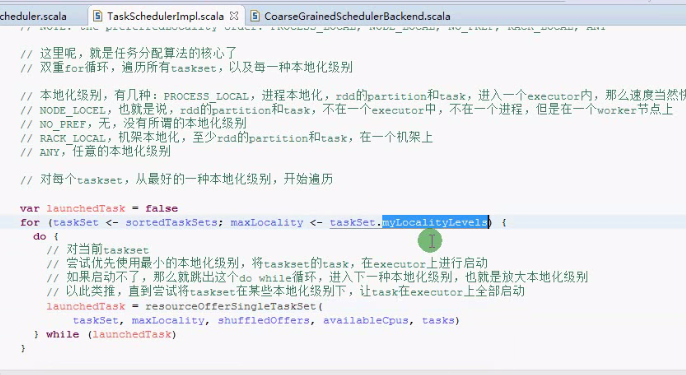 cheduler.scala TaskSchedulerImpl.scala CoarseGrainedSchedulerBackend.scala
// NOTE: the preferredLocality order: PROCESS_LOCAL, NODE_LOCAL, NO_PREF, RACK_LOCAL, ANY
// 这里呢，就是任务分配算法的核心了
// 双重for循环，遍历所有taskset，以及每一种本地化级别
// 本地化级别，有几种：PROCESS_LOCAL，进程本地化，rdd的partition和task，进入一个executor内，那么速度当然快
// NODE_LOCEL，也就是说，rdd的partition和task，不在一个executor中，不在一个进程，但是在一个worker节点上
// NO_PREF，无，没有所谓的本地化级别
// RACK_LOCAL，机架本地化，至少rdd的partition和task，在一个机架上
// ANY，任意的本地化级别
// 对每个taskset，从最好的一种本地化级别，开始遍历
var launchedTask = false
for (taskSet <- sortedTaskSets; maxLocality <- taskSet.myLocalityLevels) {
do {
// 对当前taskset
// 尝试优先使用最小的本地化级别，将taskset的task，在executor上进行启动
// 如果启动不了，那么就跳出这个do while循环，进入下一种本地化级别，也就是放大本地化级别
// 以此类推，直到尝试将taskset在某些本地化级别下，让task在executor上全部启动
launchedTask = resourceOfferSingleTaskSet(
taskSet, maxLocality, shuffledOffers, availableCpus, tasks)
} while (launchedTask)
}